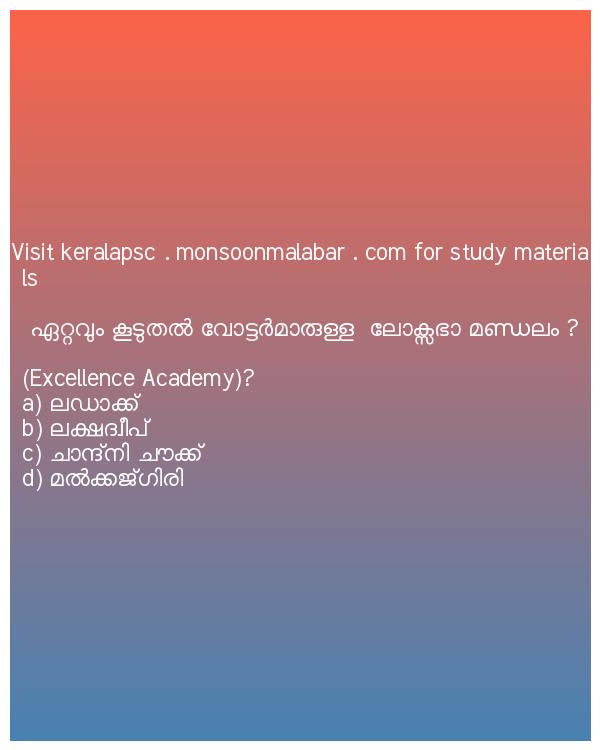 Visit keralapsc . monsoonmalabar . com for study materia
ls
ഏറ്റവും കൂടുതൽ വോട്ടർമാരുള്ള ലോക്സഭാ മണ്ഡലം ?
(Excellence Academy)?
a) ലഡാക്ക്
b) ലക്ഷദ്വീപ്
c) ചാന്ദ്നി ചൗക്ക്
d) മൽക്കജ്ഗിരി